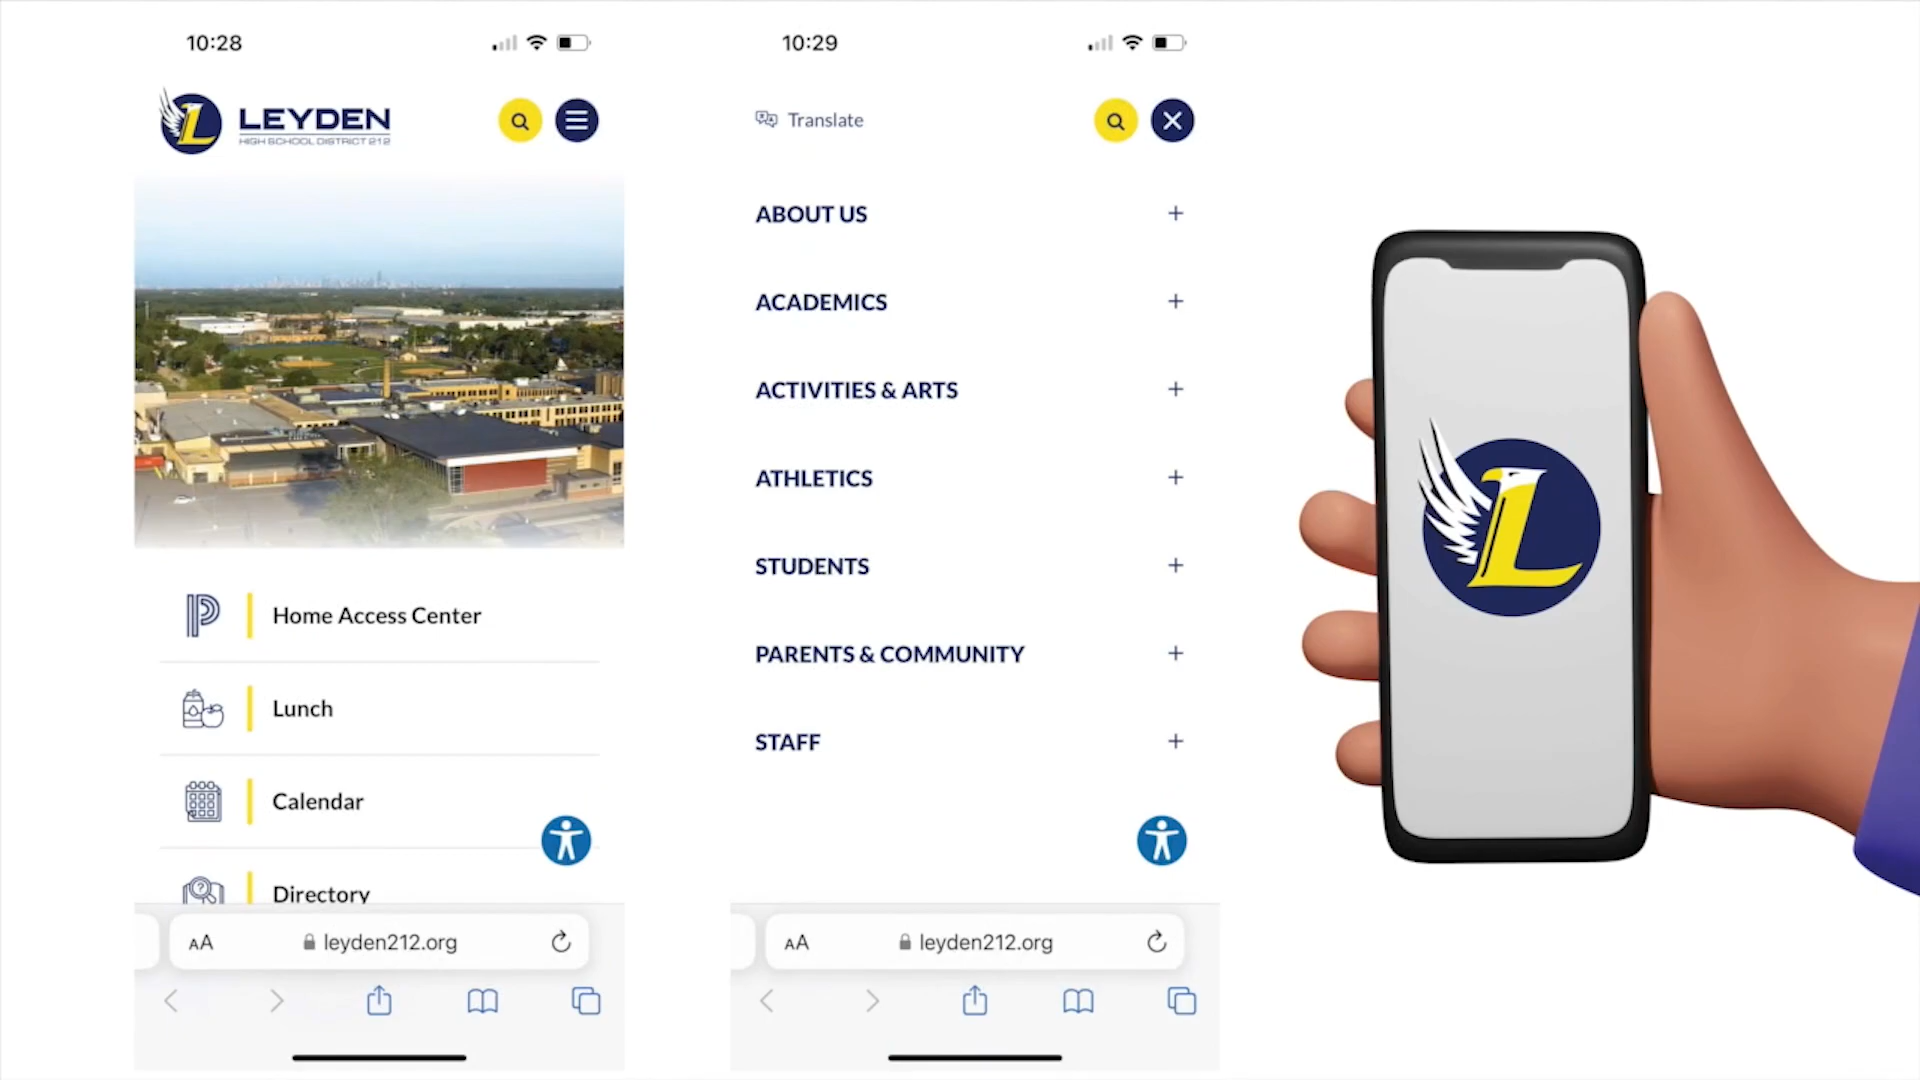 10:28
LEYDEN
HIGH SCHOOL DISTRICT 212
Home Access Center
Lunch
Calendar
Directory
AA
leyden212.org
10:29
Translate
ABOUT US
ACADEMICS
ACTIVITIES & ARTS
ATHLETICS
STUDENTS
PARENTS & COMMUNITY
STAFF
AA
leyden212.org
L